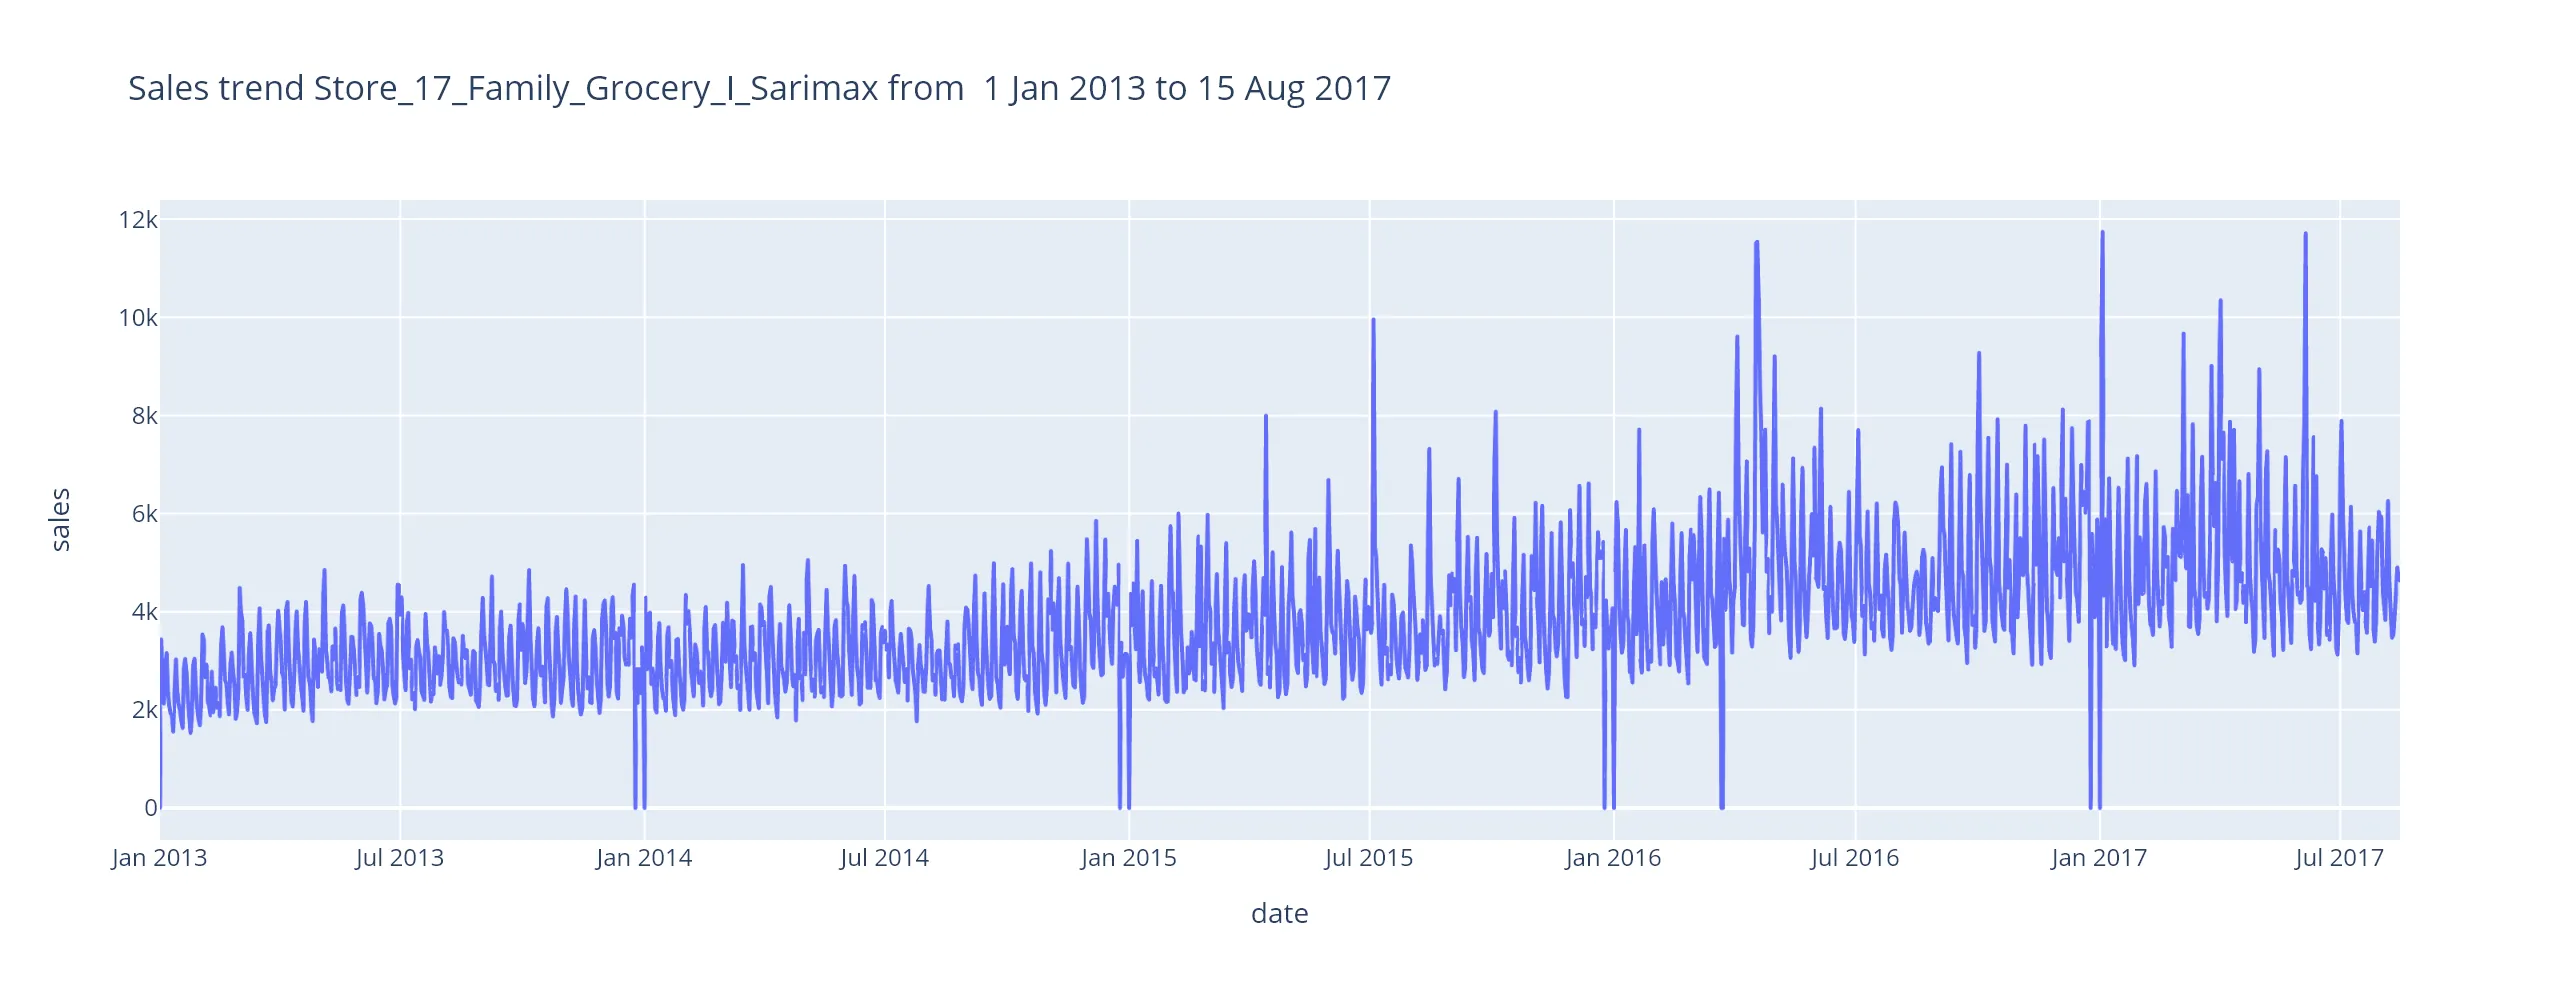 Sales trend Store_17_Family_Grocery_I_Sarimax from  1 Jan 2013 to 15 Aug 2017
12k
10k
8k
6k
4k
2k
0
sales
Jan 2013 Jul 2013 Jan 2014 Jul 2014 Jan 2015 Jul 2015 Jan 2016 Jul 2016 Jan 2017 Jul 2017
date